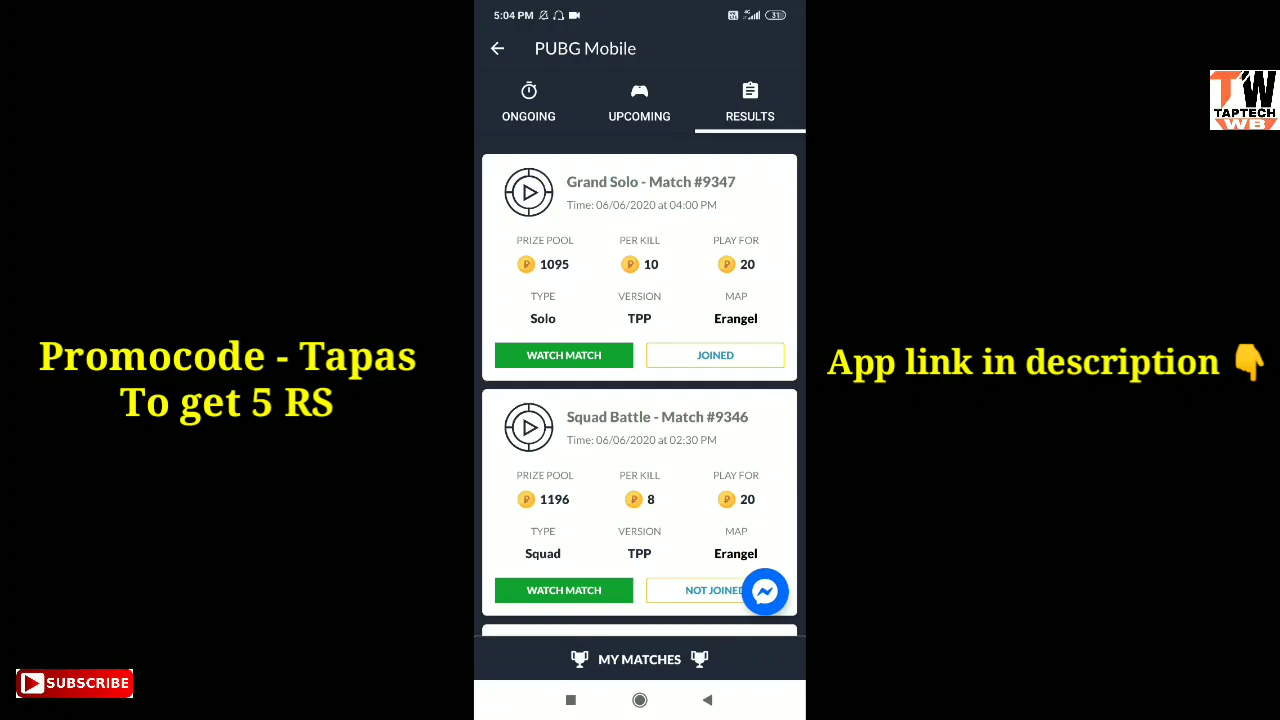 5:04 PM
31
PUBG Mobile
ONGOING
UPCOMING
RESULTS
TW
TAPTECH
WB
Grand Solo - Match #9347
Time: 06/06/2020 at 04:00 PM
PRIZE POOL PER KILL PLAY FOR
1095 10 20
TYPE VERSION MAP
Solo TPP Erangel
WATCH MATCH JOINED
Promocode - Tapas
To get 5 RS
App link in description 👇
Squad Battle - Match #9346
Time: 06/06/2020 at 02:30 PM
PRIZE POOL PER KILL PLAY FOR
1196 8 20
TYPE VERSION MAP
Squad TPP Erangel
WATCH MATCH NOT JOINED
MY MATCHES
SUBSCRIBE